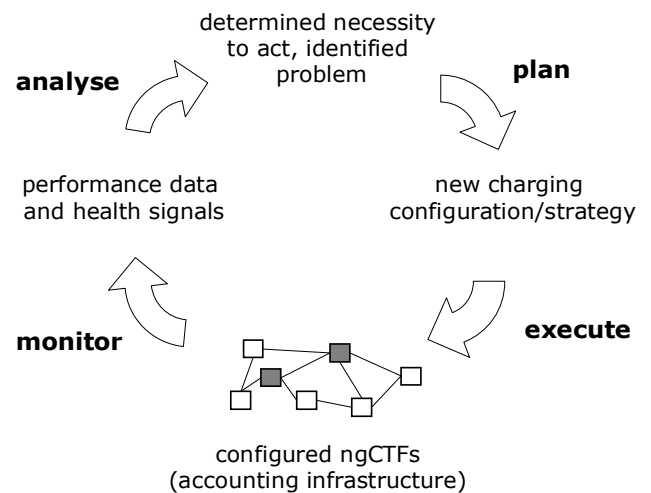 determined necessity
to act, identified
problem
analyse
plan
performance data
and health signals
new charging
configuration/strategy
monitor
execute
configured ngCTFs
(accounting infrastructure)